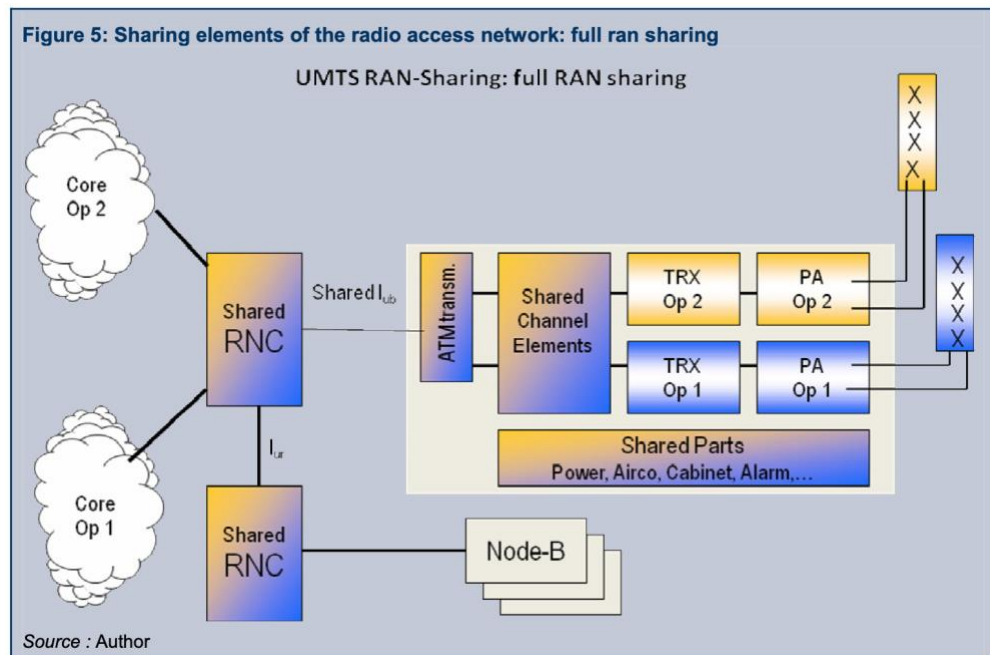 Figure 5: Sharing elements of the radio access network: full ran sharing
UMTS RAN-Sharing: full RAN sharing
Core
Op 2
Shared
RNC
Shared Iub
ATM transm.
Shared
Channel
Elements
TRX
Op 2
PA
Op 2
X
X
X
X
TRX
Op 1
PA
Op 1
X
X
X
X
Shared Parts
Power, Airco, Cabinet, Alarm,...
Iur
Core
Op 1
Shared
RNC
Node-B
Source : Author